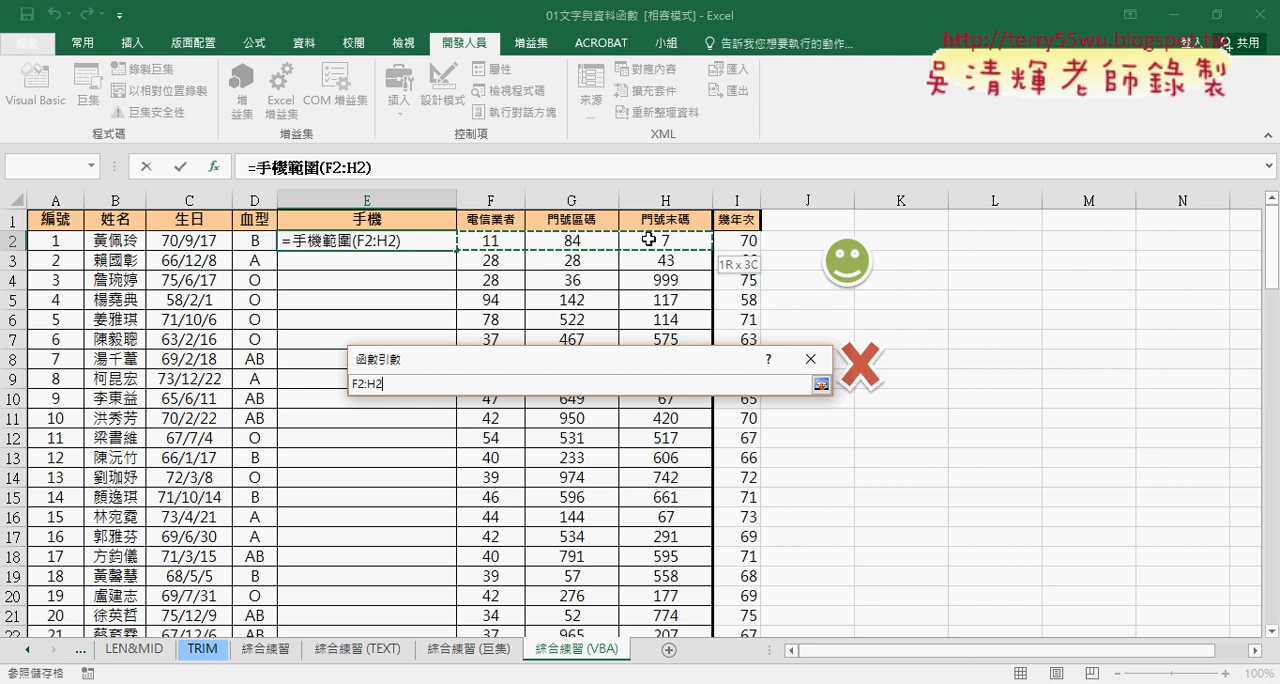 01文字與資料函數 [相容模式] - Excel
常用 插入 版面配置 公式 資料 校閱 檢視 開發人員 增益集 ACROBAT 小組 告訴我您想要執行的動作... 共用
http://terry55wu.blogspot.tw
吳清輝老師錄製
Visual Basic 巨集 錄製巨集 以相對位置錄製 巨集安全性 程式碼
增益集 Excel 增益集 COM 增益集 增益集
插入 設計模式 屬性 檢視程式碼 執行對話方塊 控制項
來源 對應內容 擴充套件 重新整理資料 匯入 匯出 XML
=手機範圍(F2:H2)
A B C D E F G H I J K L M N
1 編號 姓名 生日 血型 手機 電信業者 門號區碼 門號末碼 幾年次
2 1 黃佩玲 70/9/17 B =手機範圍(F2:H2) 11 84 7 70
1R x 3C
3 2 賴國彰 66/12/8 A 28 28 43
4 3 詹琬婷 75/6/17 O 28 36 999 75
5 4 楊堯典 58/2/1 O 94 142 117 58
6 5 姜雅琪 71/10/6 O 78 522 114 71
7 6 陳毅聰 63/2/16 O 37 467 575 63
8 7 湯千薰 69/2/18 AB
函數引數 ?
F2:H2
9 8 柯昆宏 73/12/22 A
10 9 李東益 65/6/11 AB 47 649 67 65
11 10 洪秀芳 70/2/22 AB 42 950 420 70
12 11 梁書維 67/7/4 O 54 531 517 67
13 12 陳沅竹 66/1/17 B 40 233 606 66
14 13 劉珈妤 72/3/8 O 39 974 742 72
15 14 顏逸琪 71/10/14 B 46 596 661 71
16 15 林宛霓 73/4/21 A 44 144 67 73
17 16 郭雅芬 69/6/30 A 42 534 291 69
18 17 方鈞儀 71/3/15 AB 40 791 595 71
19 18 黃馨慧 68/5/5 B 39 57 558 68
20 19 盧建志 69/7/31 O 42 276 177 69
21 20 徐英哲 75/12/9 AB 34 52 774 75
22 21 67/12/6 AB 37 965 207 67
... LEN&MID TRIM 綜合練習 綜合練習 (TEXT) 綜合練習 (巨集) 綜合練習 (VBA)
參照儲存格 100%